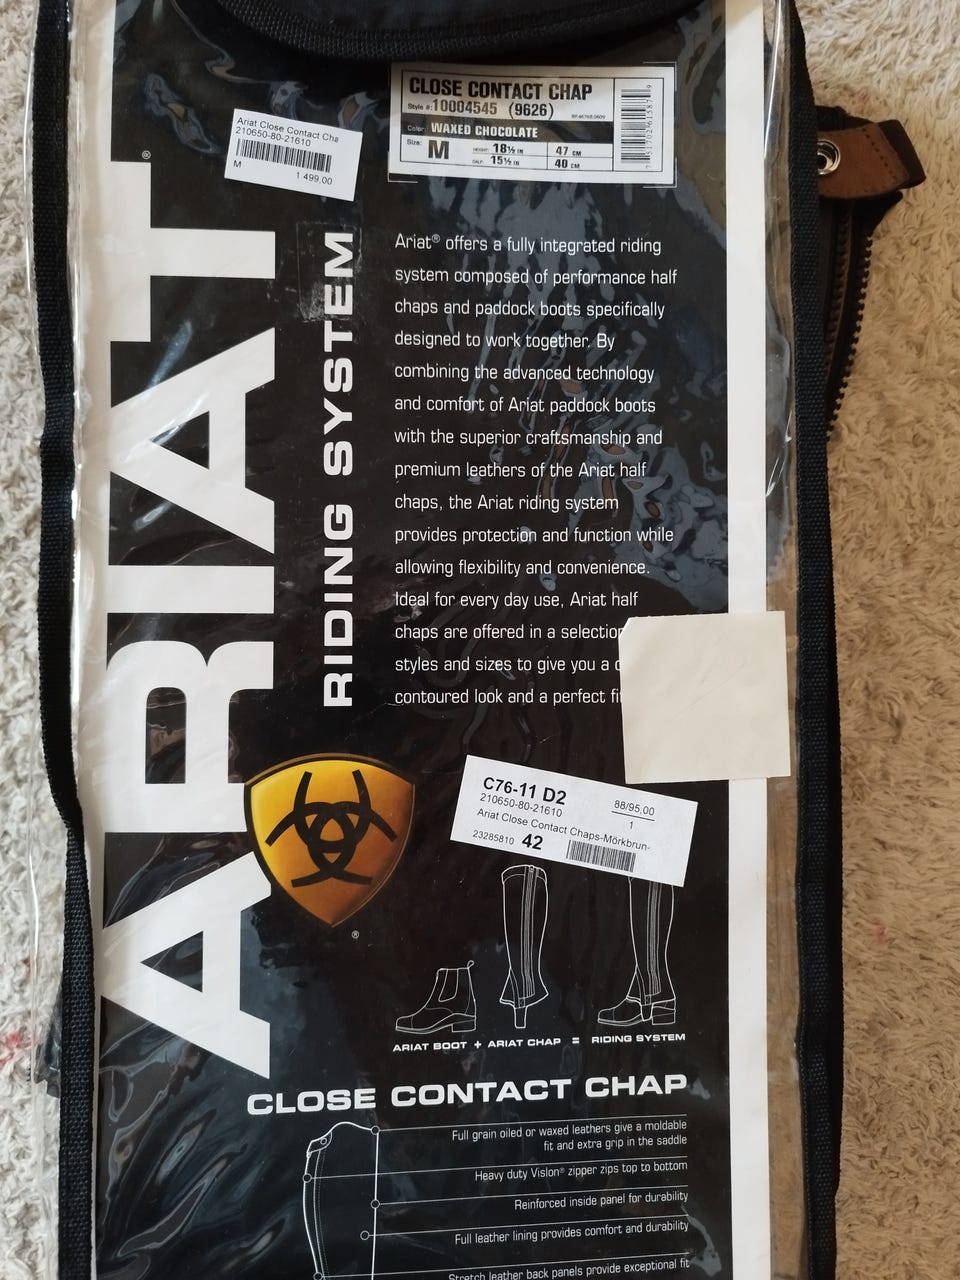 CLOSE CONTACT CHAP
Style #: 10004545 (9626)
Color: WAXED CHOCOLATE
Size: M
HEIGHT: 18½ IN 47 CM
CALF: 15½ IN 40 CM
Ariat Close Contact Cha
210650-80-21610
M
1.499,00
ARIAT®
RIDING SYSTEM
Ariat® offers a fully integrated riding
system composed of performance half
chaps and paddock boots specifically
designed to work together. By
combining the advanced technology
and comfort of Ariat paddock boots
with the superior craftsmanship and
premium leathers of the Ariat half
chaps, the Ariat riding system
provides protection and function while
allowing flexibility and convenience.
Ideal for every day use, Ariat half
chaps are offered in a
styles and sizes to give you a
contoured look and a perfect
C76-11 D2
210650-80-21610
88/95,00
1
Ariat Close Contact Chaps-Mörkbrun-
23285810 42
®
ARIAT BOOT + ARIAT CHAP = RIDING SYSTEM
CLOSE CONTACT CHAP
Full grain oiled or waxed leathers give a moldable
fit and extra grip in the saddle
Heavy duty Vislon® zipper zips top to bottom
Reinforced inside panel for durability
Full leather lining provides comfort and durability
Stretch leather back panels provide exceptional fit